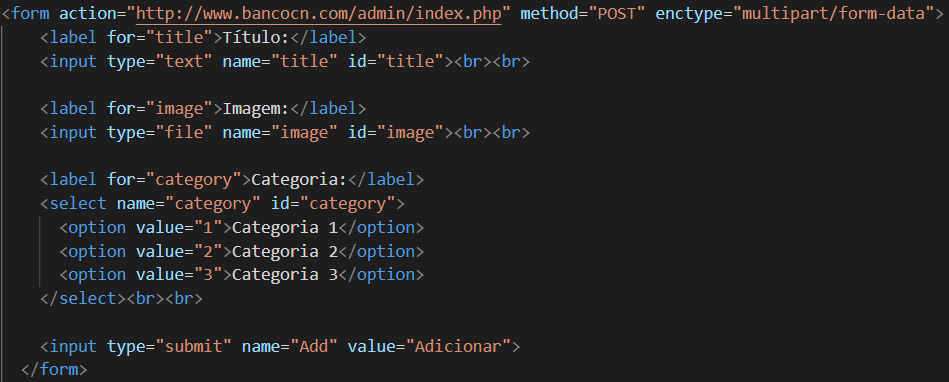 <form action="http://www.bancocn.com/admin/index.php" method="POST" enctype="multipart/form-data">
<label for="title">Título:</label>
<input type="text" name="title" id="title"><br><br>
<label for="image">Imagem:</label>
<input type="file" name="image" id="image"><br><br>
<label for="category">Categoria:</label>
<select name="category" id="category">
<option value="1">Categoria 1</option>
<option value="2">Categoria 2</option>
<option value="3">Categoria 3</option>
</select><br><br>
<input type="submit" name="Add" value="Adicionar">
</form>